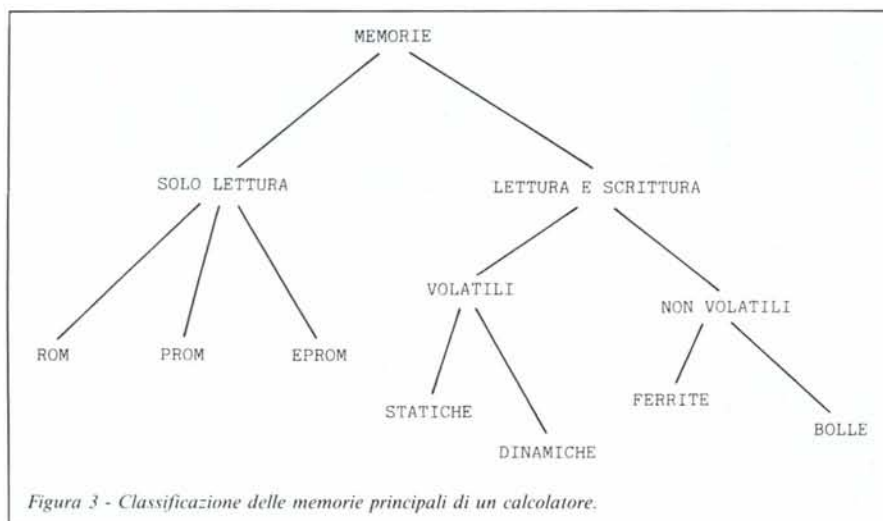 MEMORIE
SOLO LETTURA
LETTURA E SCRITTURA
VOLATILI
NON VOLATILI
ROM
PROM
EPROM
STATICHE
FERRITE
DINAMICHE
BOLLE
Figura 3 - Classificazione delle memorie principali di un calcolatore.